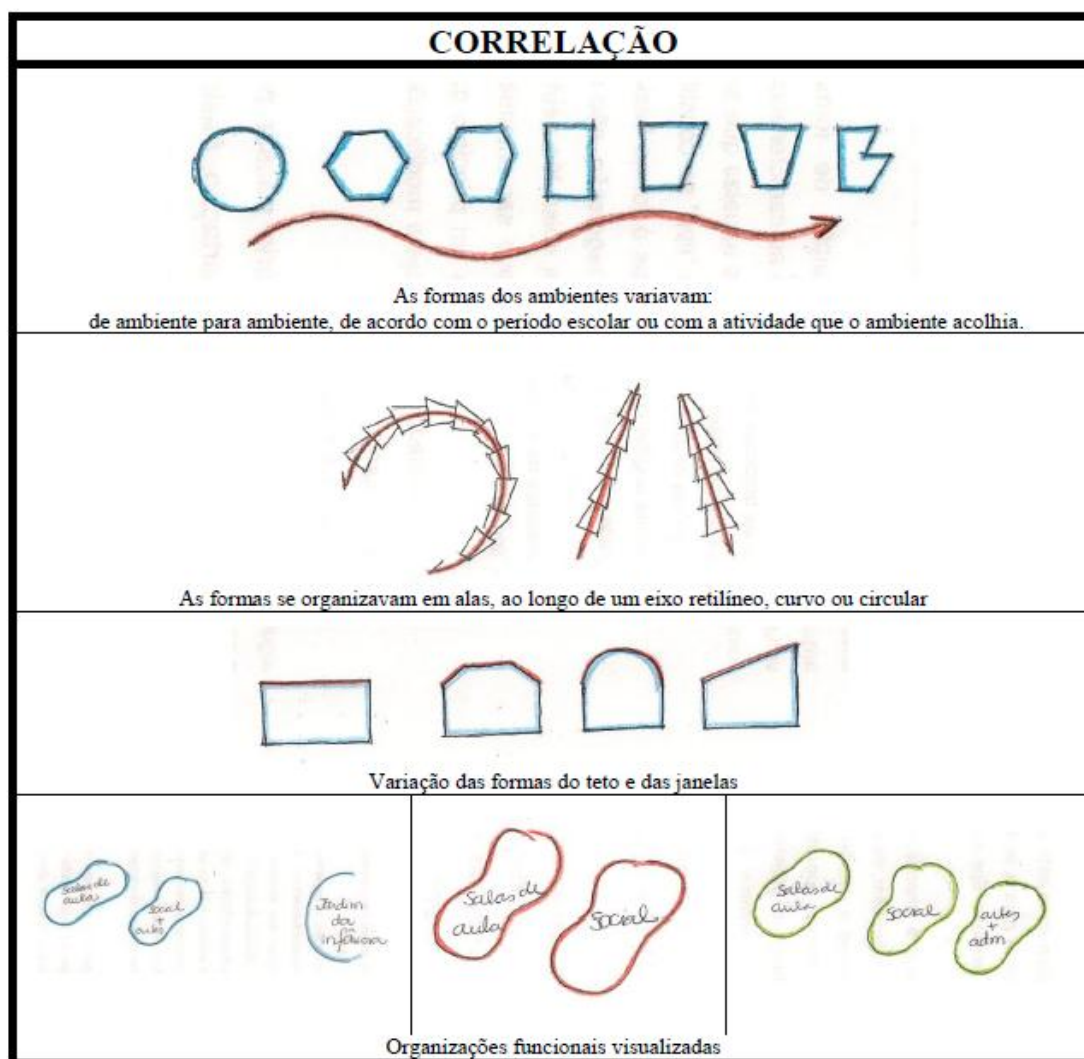 CORRELAÇÃO
As formas dos ambientes variavam:
de ambiente para ambiente, de acordo com o período escolar ou com a atividade que o ambiente acolhia.
As formas se organizavam em alas, ao longo de um eixo retilíneo, curvo ou circular
Variação das formas do teto e das janelas
Salas de
aulas
Social
+
artes
Jardim
da
infância
Salas de
aula
Social
Salas de
aula
Social
artes
+
adm
Organizações funcionais visualizadas